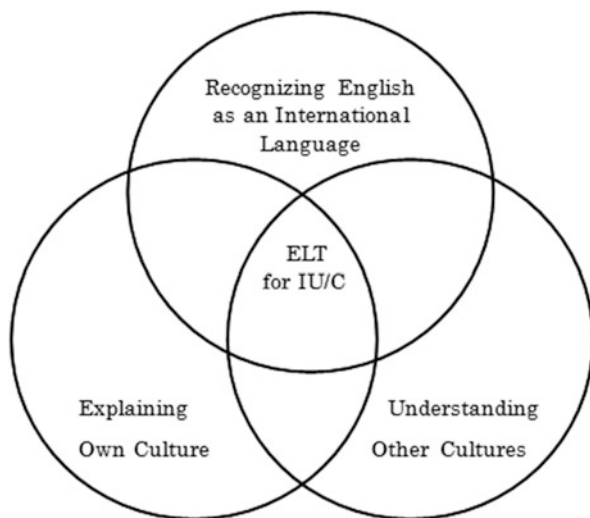 Recognizing English
as an International
Language
ELT
for IU/C
Explaining
Own Culture
Understanding
Other Cultures